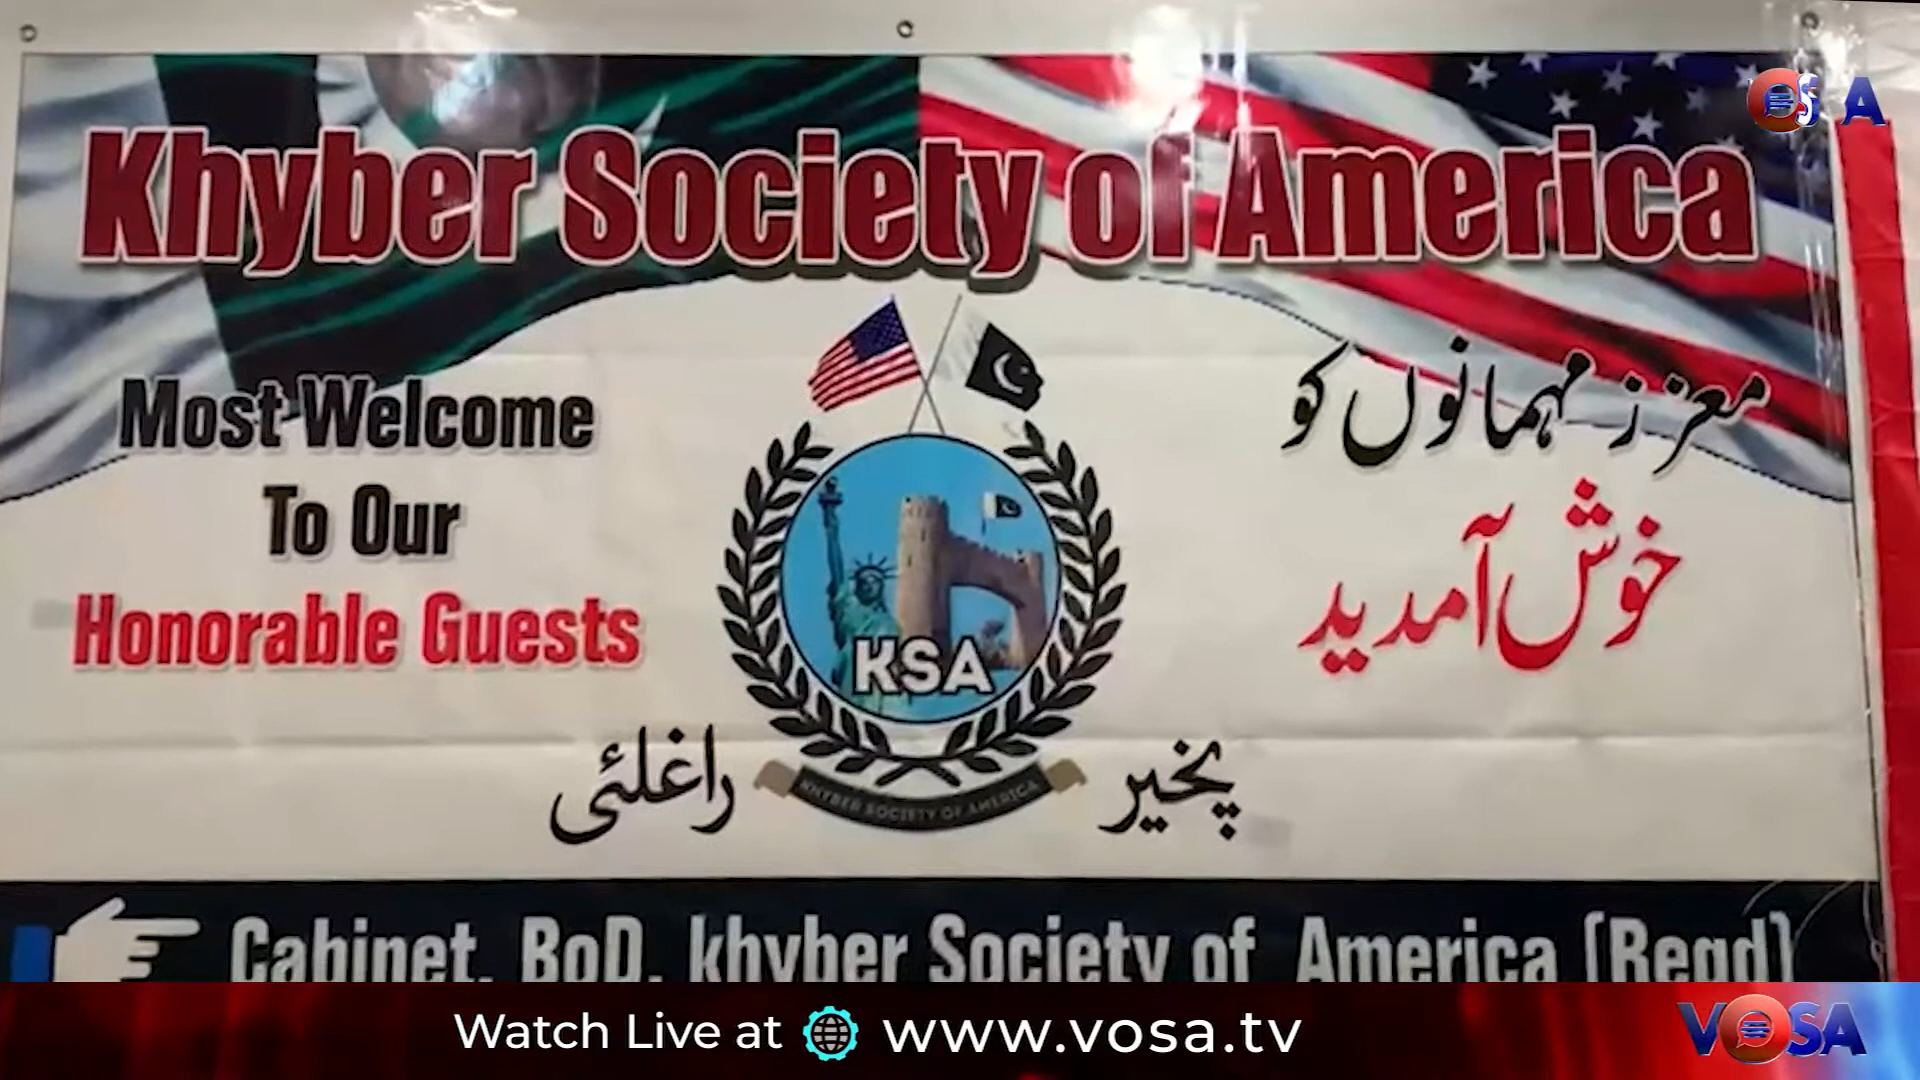 Khyber Society of America
Most Welcome
To Our
Honorable Guests
معزز مہمانوں کو
خوش آمدید
KSA
پخیر راغلئی
KHYBER SOCIETY OF AMERICA
Cabinet, BoD, khyber Society of America (Regd)
Watch Live at www.vosa.tv
VOSA